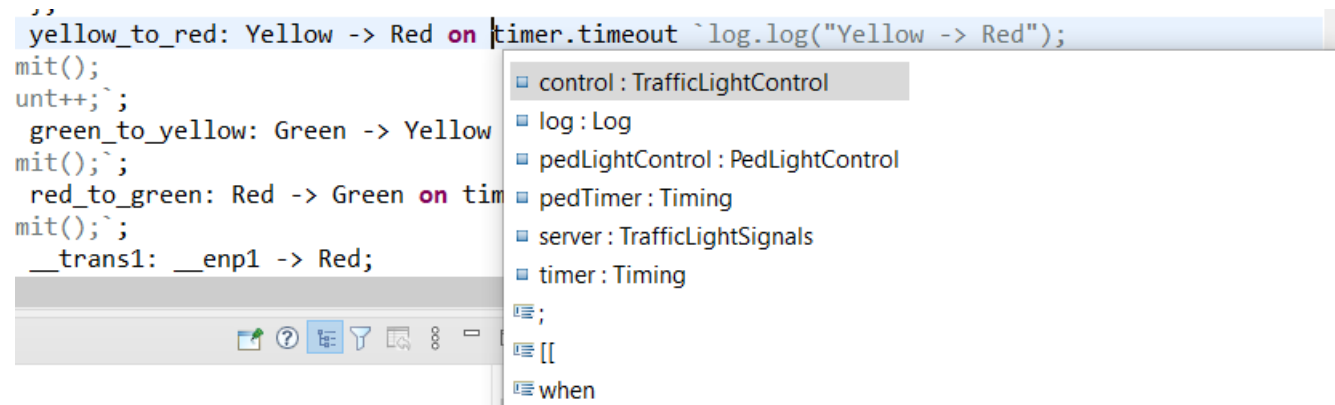 yellow_to_red: Yellow -> Red on timer.timeout `log.log("Yellow -> Red");
mit();
unt++;`;
green_to_yellow: Green -> Yellow
mit();`;
red_to_green: Red -> Green on tim
mit();`;
__trans1: __enp1 -> Red;
control : TrafficLightControl
log : Log
pedLightControl : PedLightControl
pedTimer : Timing
server : TrafficLightSignals
timer : Timing
;
[[
when